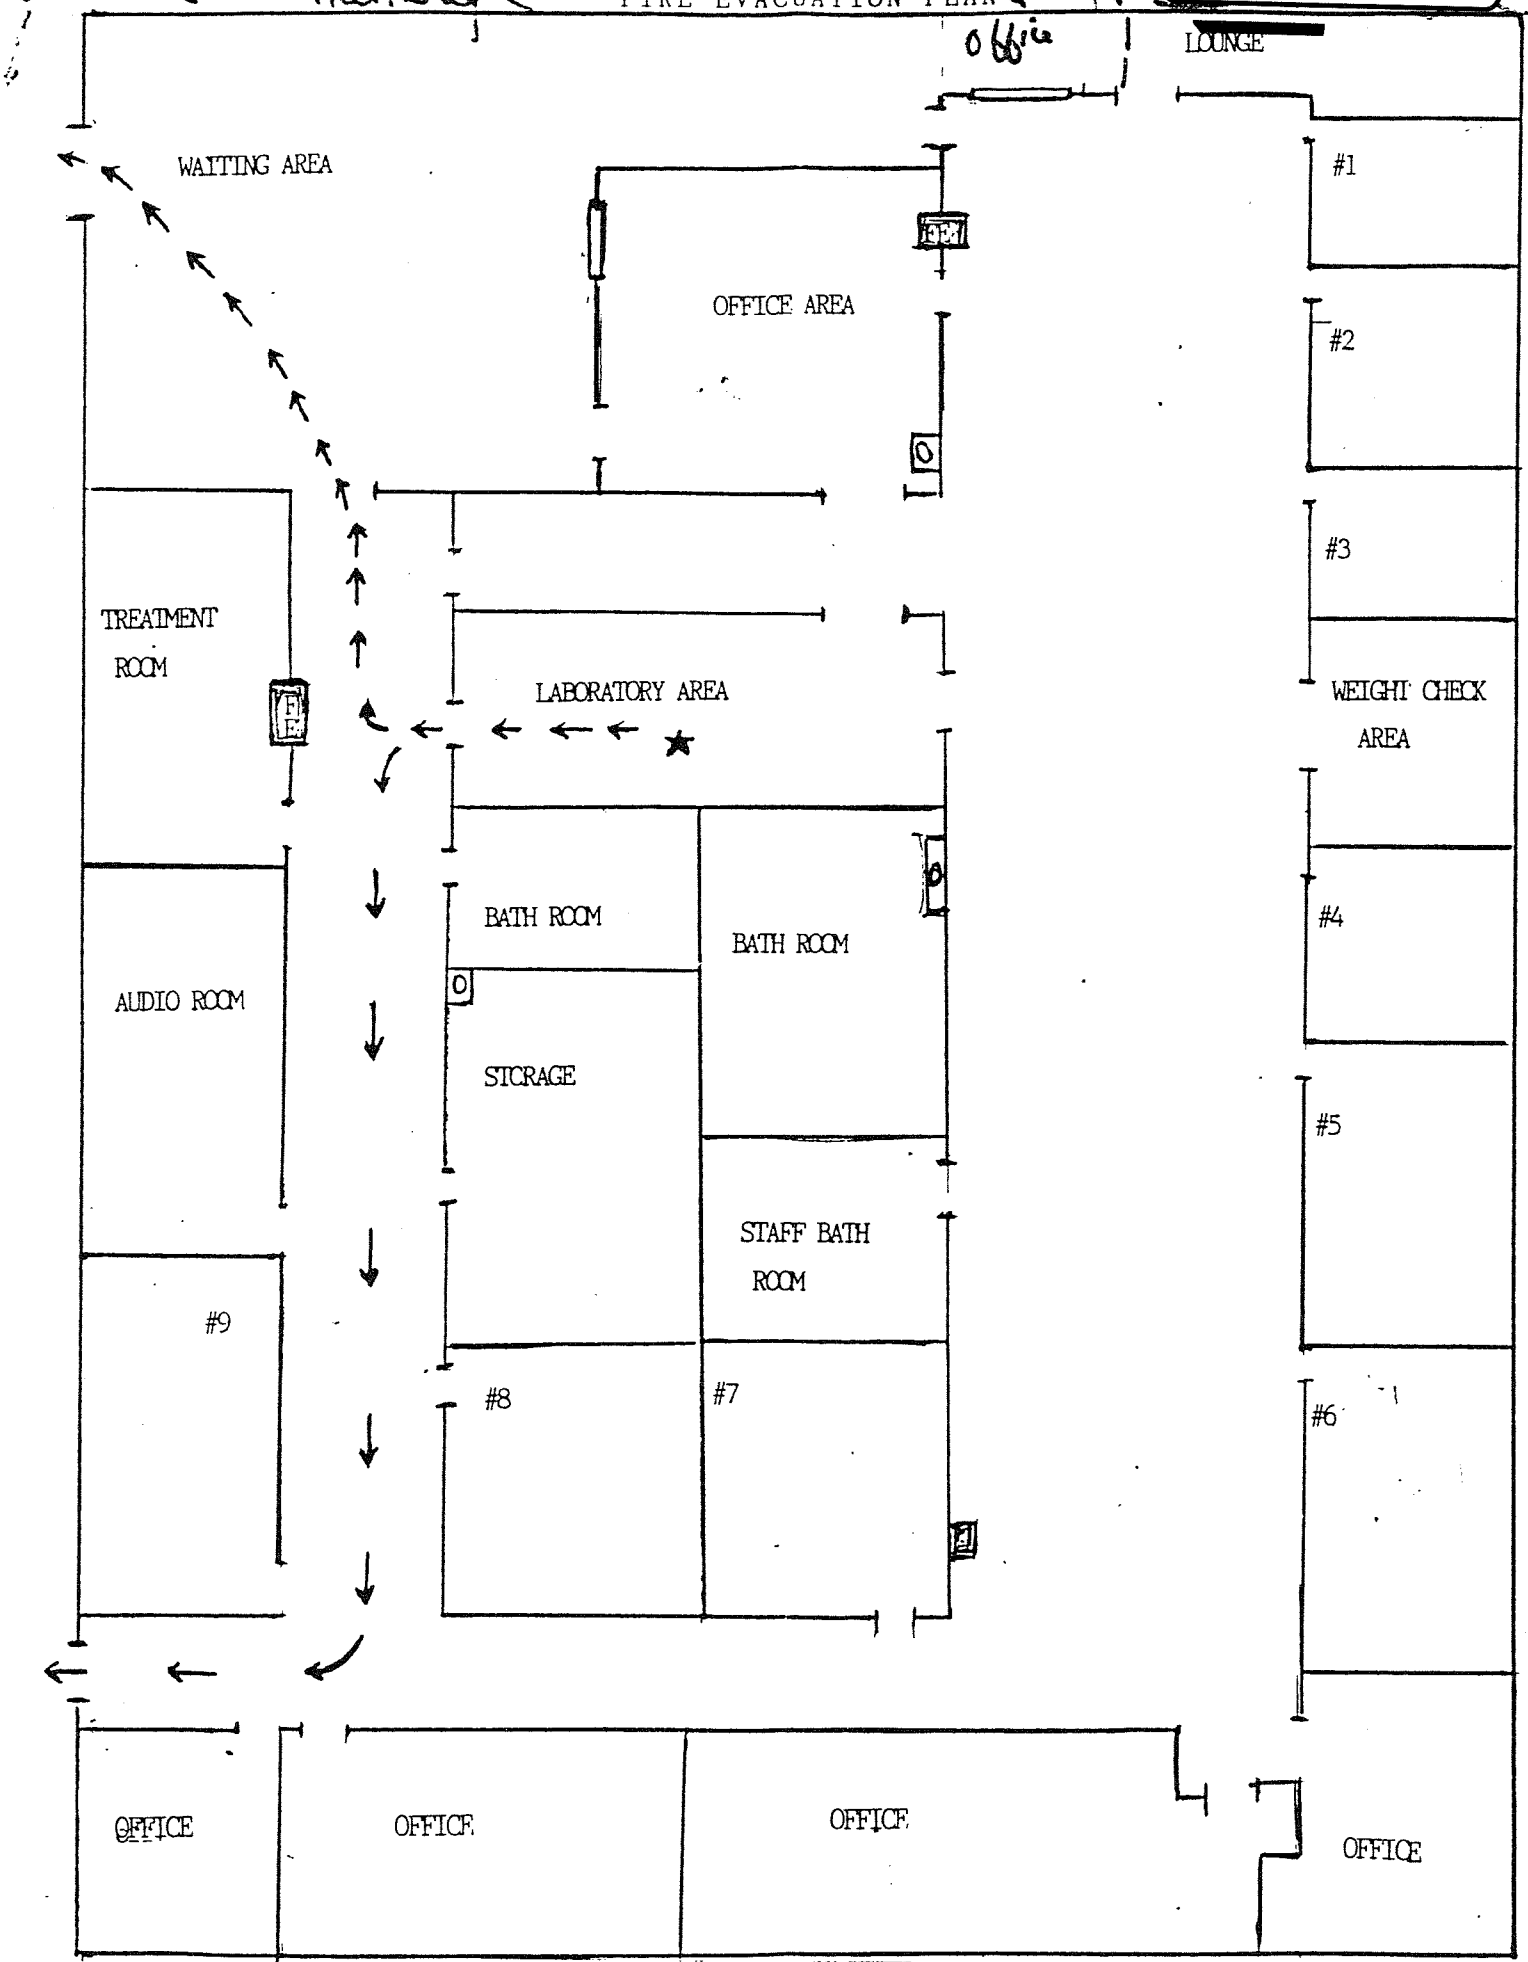 FIRE EVACUATION PLAN
Office
LOUNGE
WAITING AREA
#1
FE
OFFICE AREA
#2
O
#3
TREATMENT
ROOM
LABORATORY AREA
WEIGHT CHECK
AREA
F
E
O
BATH ROOM
BATH ROOM
#4
O
AUDIO ROOM
STORAGE
#5
STAFF BATH
ROOM
#9
#8
#7
#6
OFFICE
OFFICE
OFFICE
OFFICE